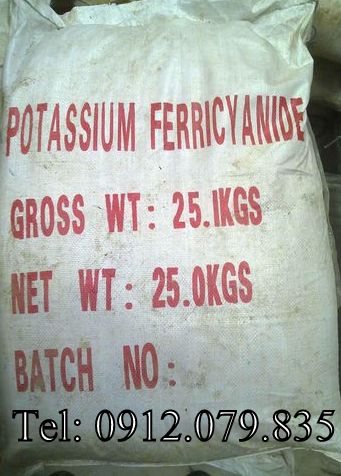 POTASSIUM FERRICYANIDE
GROSS WT: 25.1KGS
NET WT: 25.0KGS
BATCH NO:
Tel: 0912.079.835